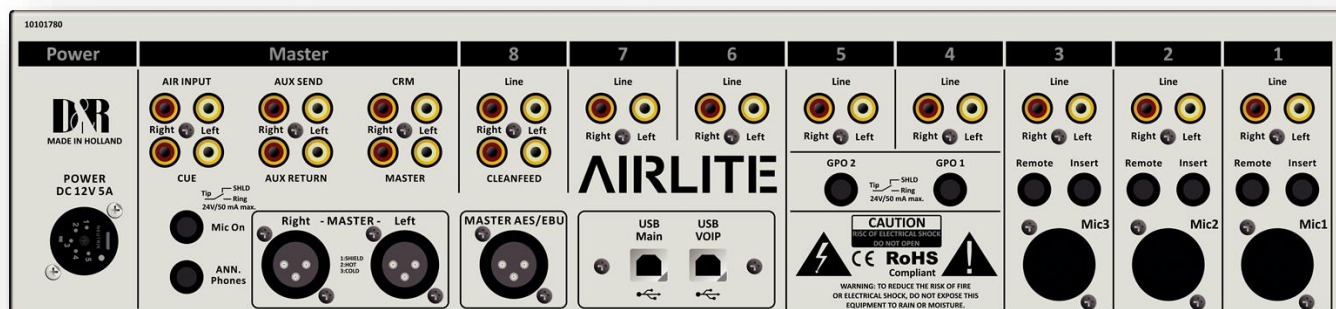 10101780
Power Master 8 7 6 5 4 3 2 1
AIR INPUT AUX SEND CRM Line Line Line Line Line Line Line Line
D&R
MADE IN HOLLAND
Right Left Right Left Right Left Right Left Right Left Right Left Right Left Right Left Right Left Right Left Right Left
CUE AUX RETURN MASTER CLEANFEED
AIRLITE
GPO 2 GPO 1
Remote Insert Remote Insert Remote Insert
POWER
DC 12V 5A
Tip SHLD
Ring
24V/50 mA max.
Tip SHLD
Ring
24V/50 mA max.
Mic On
Right - MASTER - Left
1:SHIELD
2:HOT
3:COLD
MASTER AES/EBU
USB
Main
USB
VOIP
CAUTION
RISC OF ELECTRICAL SHOCK
DO NOT OPEN
CE RoHS
Compliant
WARNING: TO REDUCE THE RISK OF FIRE
OR ELECTRICAL SHOCK, DO NOT EXPOSE THIS
EQUIPMENT TO RAIN OR MOISTURE.
Mic3 Mic2 Mic1
ANN.
Phones
1
2
3
4
5